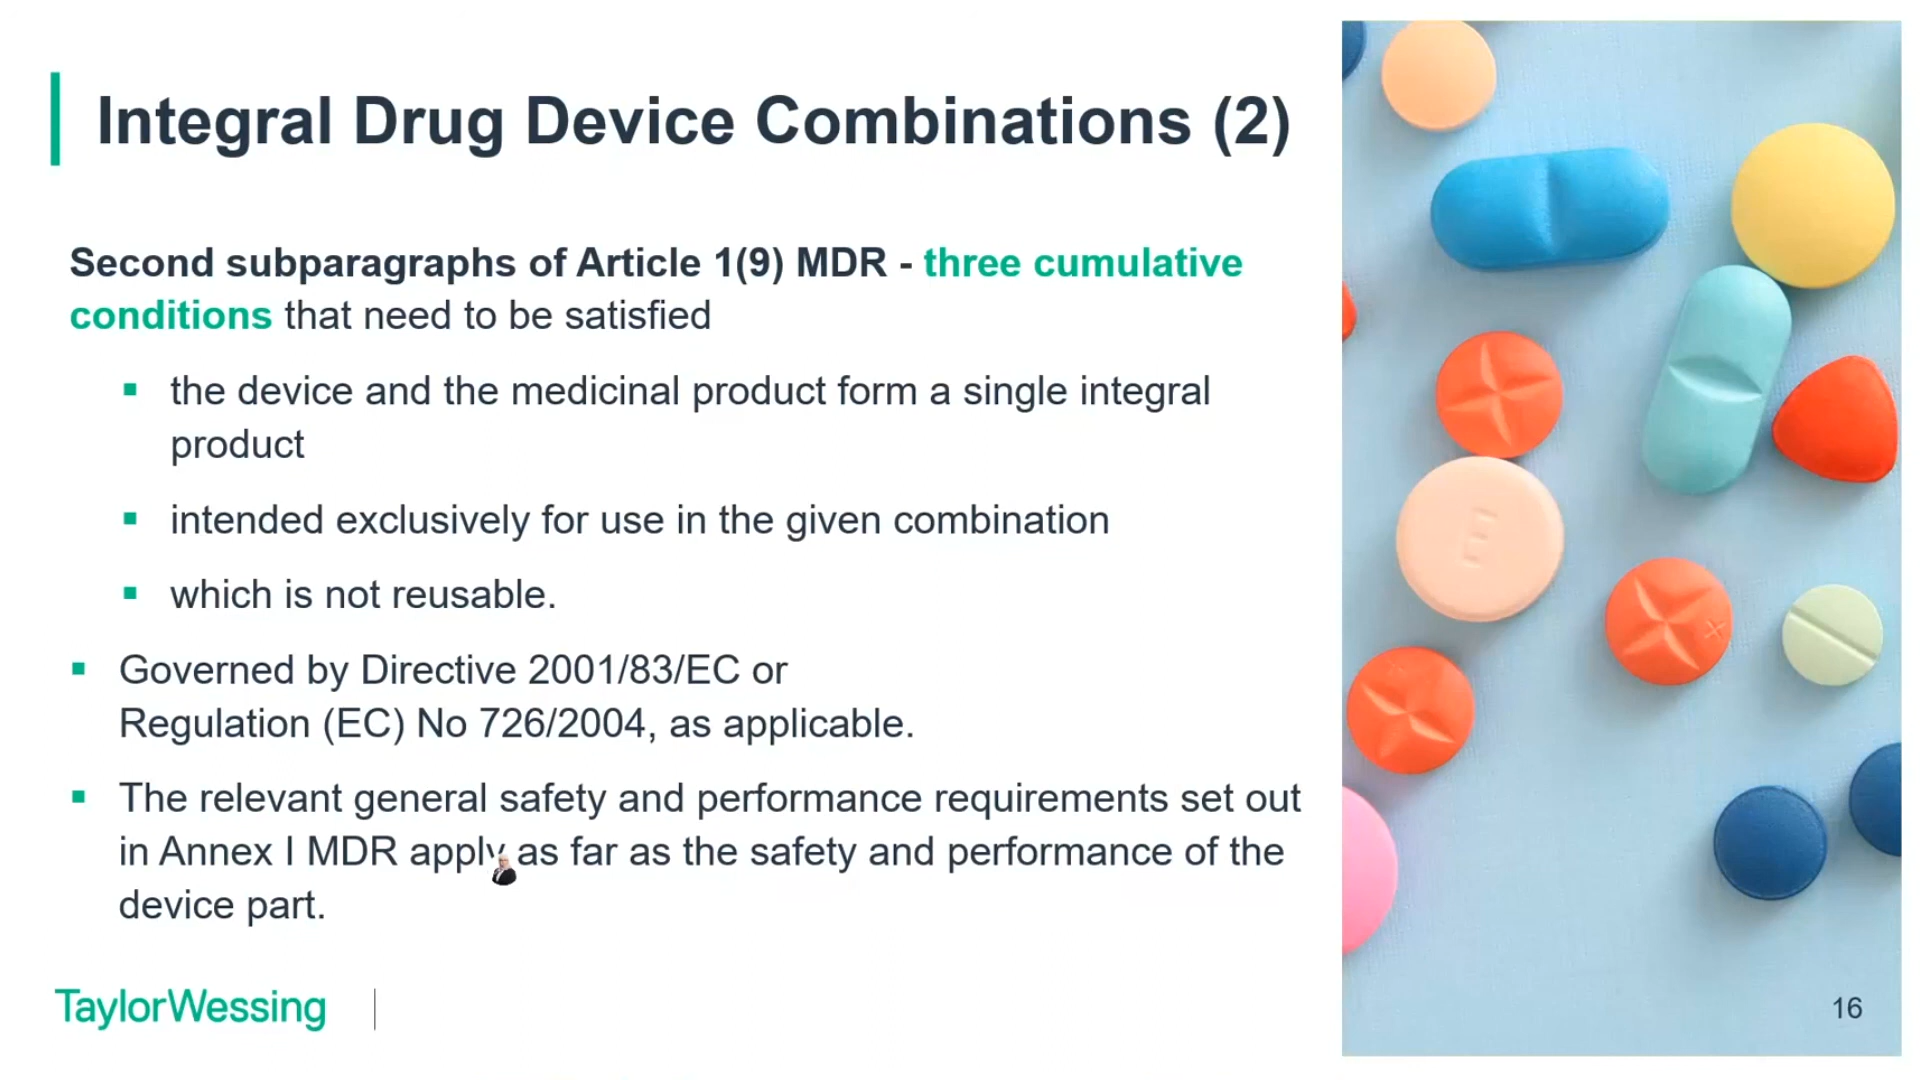 Integral Drug Device Combinations (2)
Second subparagraphs of Article 1(9) MDR - three cumulative
conditions that need to be satisfied
the device and the medicinal product form a single integral
product
intended exclusively for use in the given combination
which is not reusable.
Governed by Directive 2001/83/EC or
Regulation (EC) No 726/2004, as applicable.
The relevant general safety and performance requirements set out
in Annex I MDR apply as far as the safety and performance of the
device part.
TaylorWessing
16